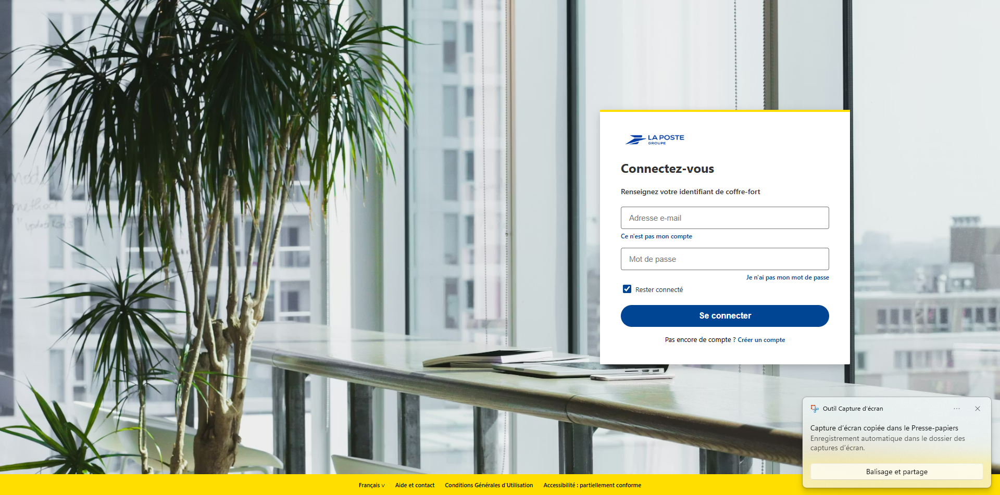 LA POSTE
GROUPE
Connectez-vous
Renseignez votre identifiant de coffre-fort
Adresse e-mail
Ce n'est pas mon compte
Mot de passe
Je n'ai pas mon mot de passe
Rester connecté
Se connecter
Pas encore de compte ? Créer un compte
Outil Capture d'écran
Capture d'écran copiée dans le Presse-papiers
Enregistrement automatique dans le dossier des
captures d'écran.
Balisage et partage
Français v Aide et contact Conditions Générales d'Utilisation Accessibilité : partiellement conforme